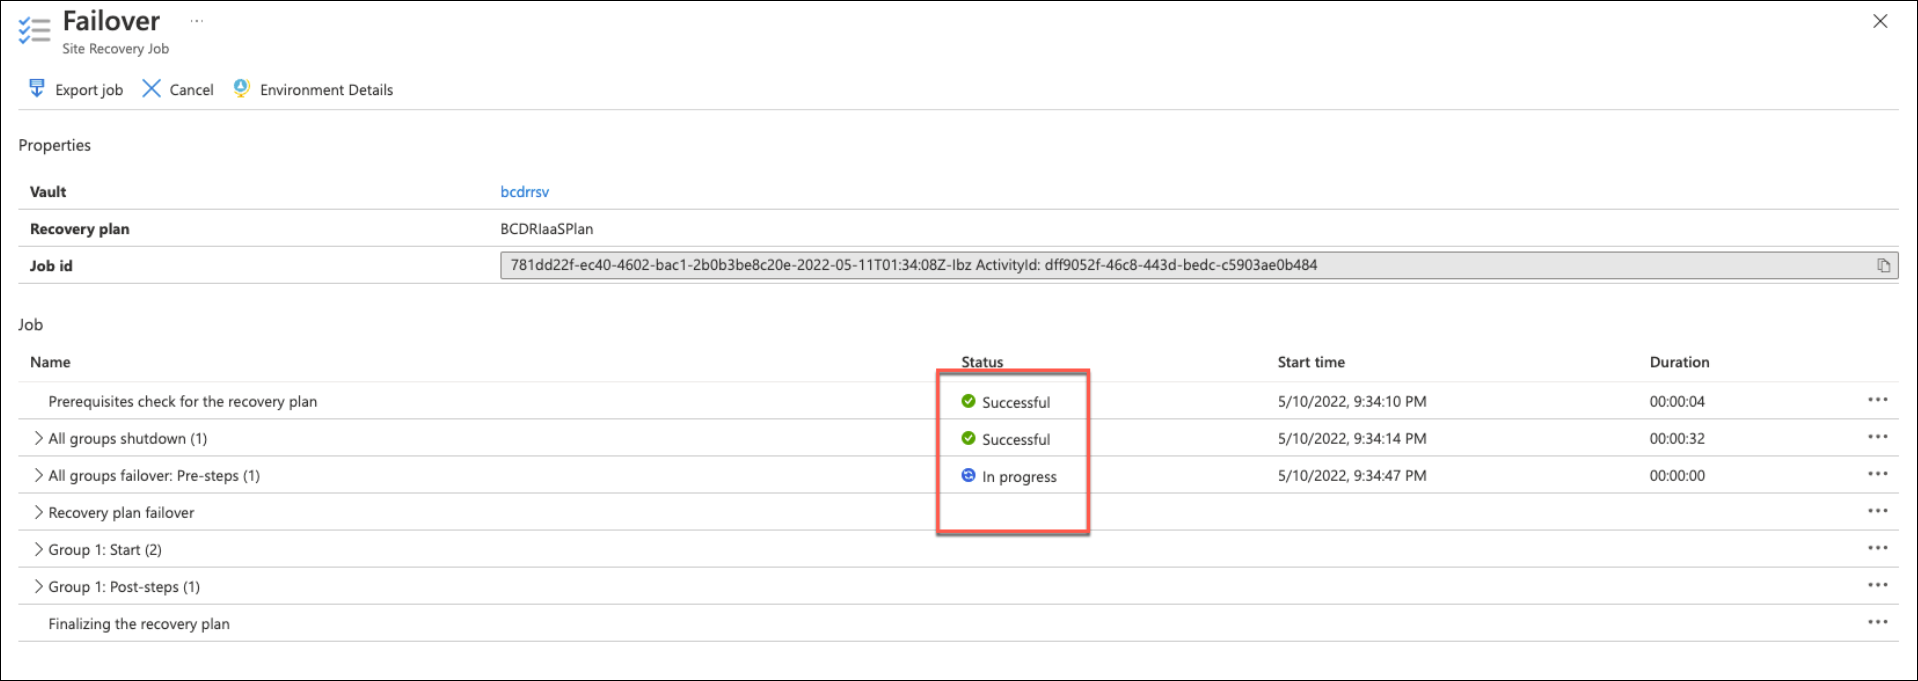 Failover ...
Site Recovery Job
Export job Cancel Environment Details
Properties
Vault bcdrrsv
Recovery plan BCDRIaaSPlan
Job id 781dd22f-ec40-4602-bac1-2b0b3be8c20e-2022-05-11T01:34:08Z-Ibz ActivityId: dff9052f-46c8-443d-bedc-c5903ae0b484
Job
Name Status Start time Duration
Prerequisites check for the recovery plan Successful 5/10/2022, 9:34:10 PM 00:00:04
All groups shutdown (1) Successful 5/10/2022, 9:34:14 PM 00:00:32
All groups failover: Pre-steps (1) In progress 5/10/2022, 9:34:47 PM 00:00:00
Recovery plan failover
Group 1: Start (2)
Group 1: Post-steps (1)
Finalizing the recovery plan